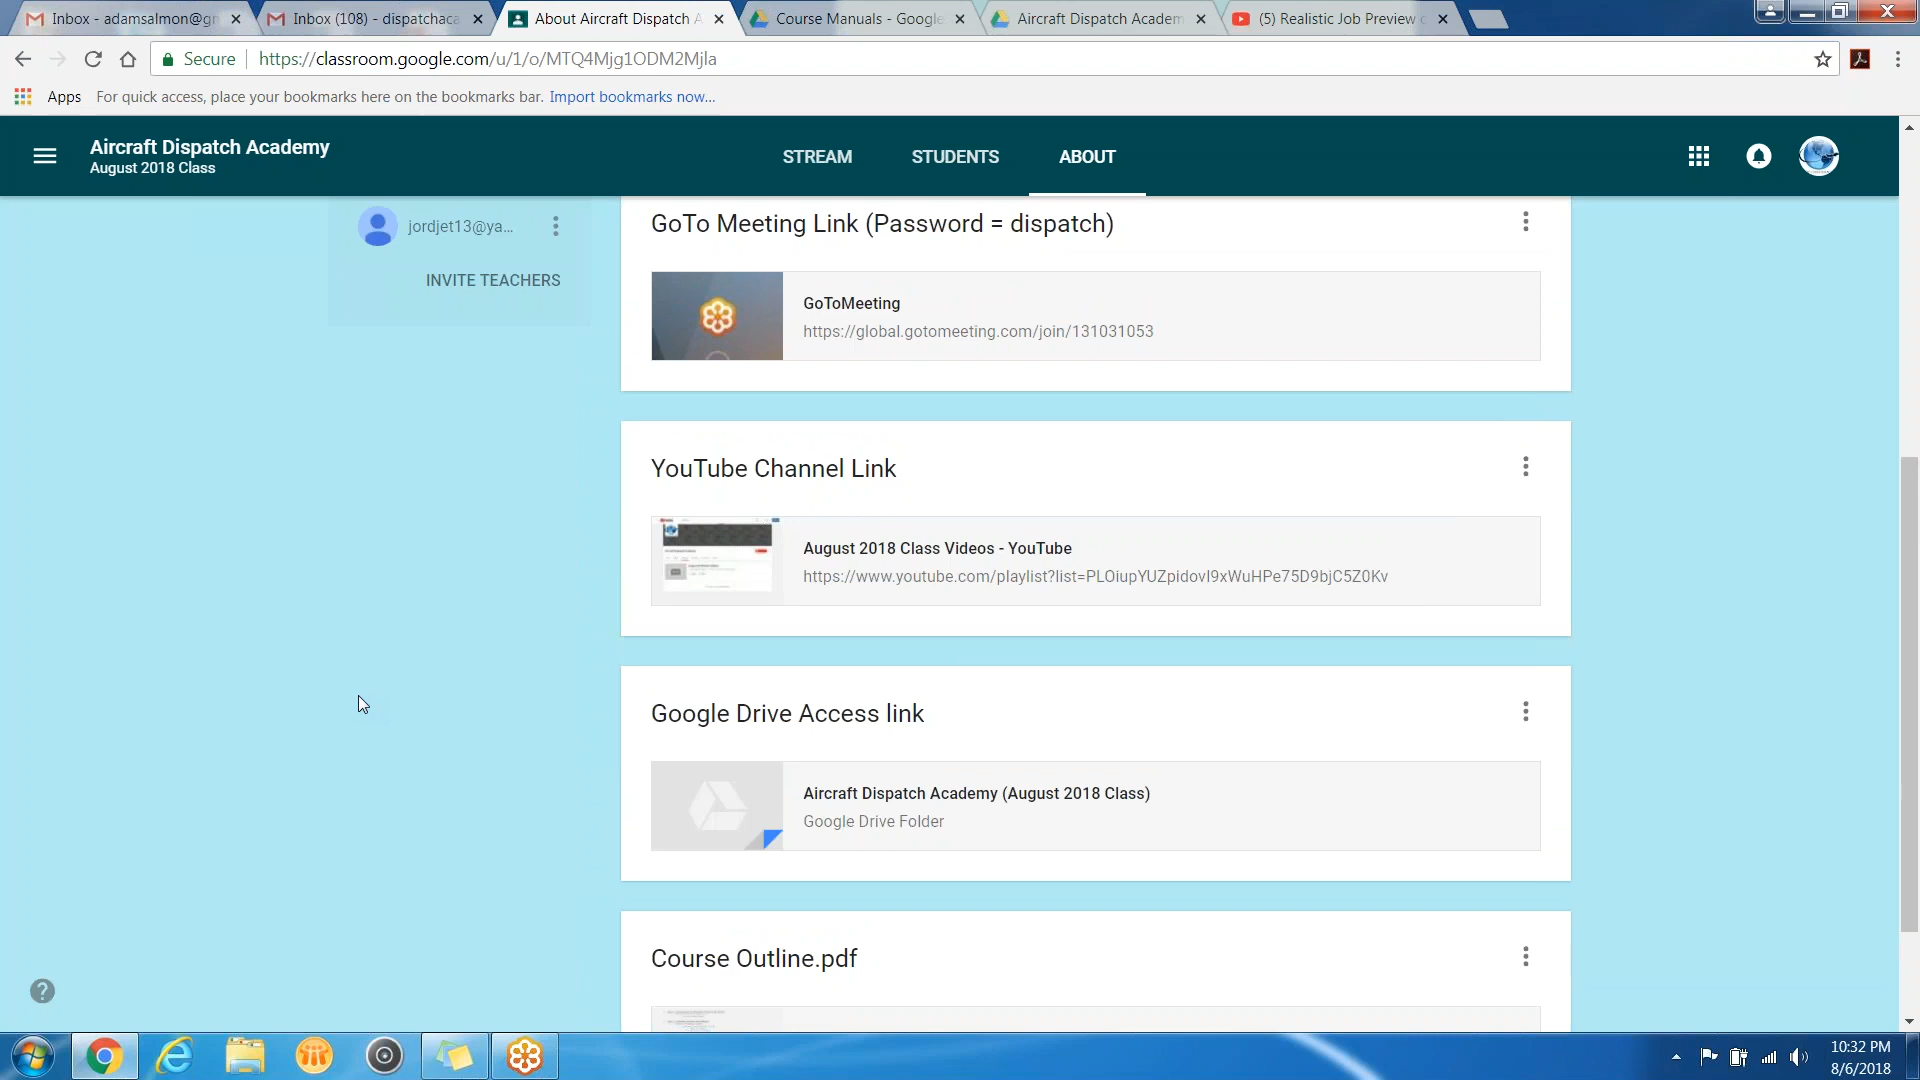 Inbox - adamsalmon@gm
Inbox (108) - dispatchaca
About Aircraft Dispatch A
Course Manuals - Google
Aircraft Dispatch Academ
(5) Realistic Job Preview
Secure
https://classroom.google.com/u/1/o/MTQ4Mjg1ODM2Mjla
Apps
For quick access, place your bookmarks here on the bookmarks bar. Import bookmarks now...
Aircraft Dispatch Academy
August 2018 Class
STREAM
STUDENTS
ABOUT
jordjet13@ya...
INVITE TEACHERS
GoTo Meeting Link (Password = dispatch)
GoToMeeting
https://global.gotomeeting.com/join/131031053
YouTube Channel Link
August 2018 Class Videos - YouTube
https://www.youtube.com/playlist?list=PLOiupYUZpidovI9xWuHPe75D9bjC5Z0Kv
Google Drive Access link
Aircraft Dispatch Academy (August 2018 Class)
Google Drive Folder
Course Outline.pdf
10:32 PM
8/6/2018